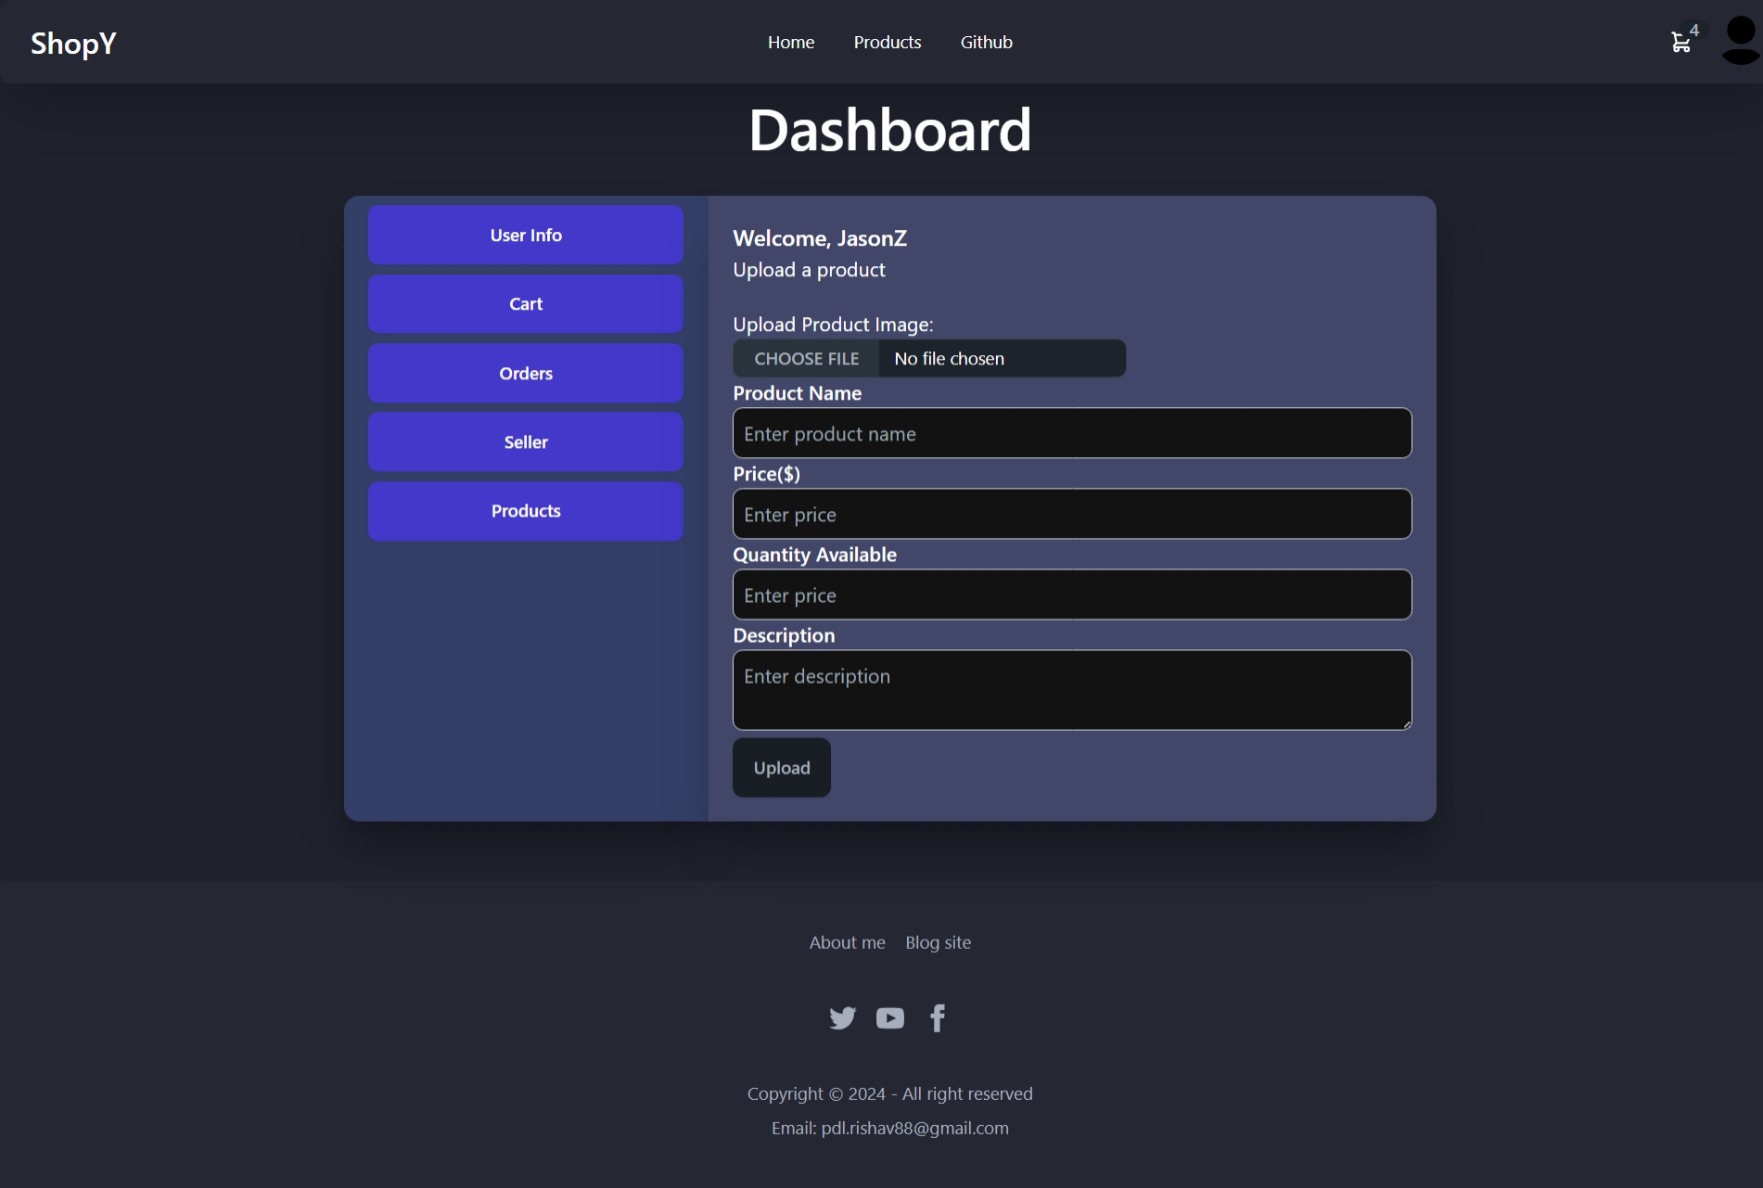 ShopY
Home
Products
Github
4
Dashboard
User Info
Cart
Orders
Seller
Products
Welcome, JasonZ
Upload a product
Upload Product Image:
CHOOSE FILE No file chosen
Product Name
Enter product name
Price($)
Enter price
Quantity Available
Enter price
Description
Enter description
Upload
About me
Blog site
Copyright © 2024 - All right reserved
Email: pdl.rishav88@gmail.com